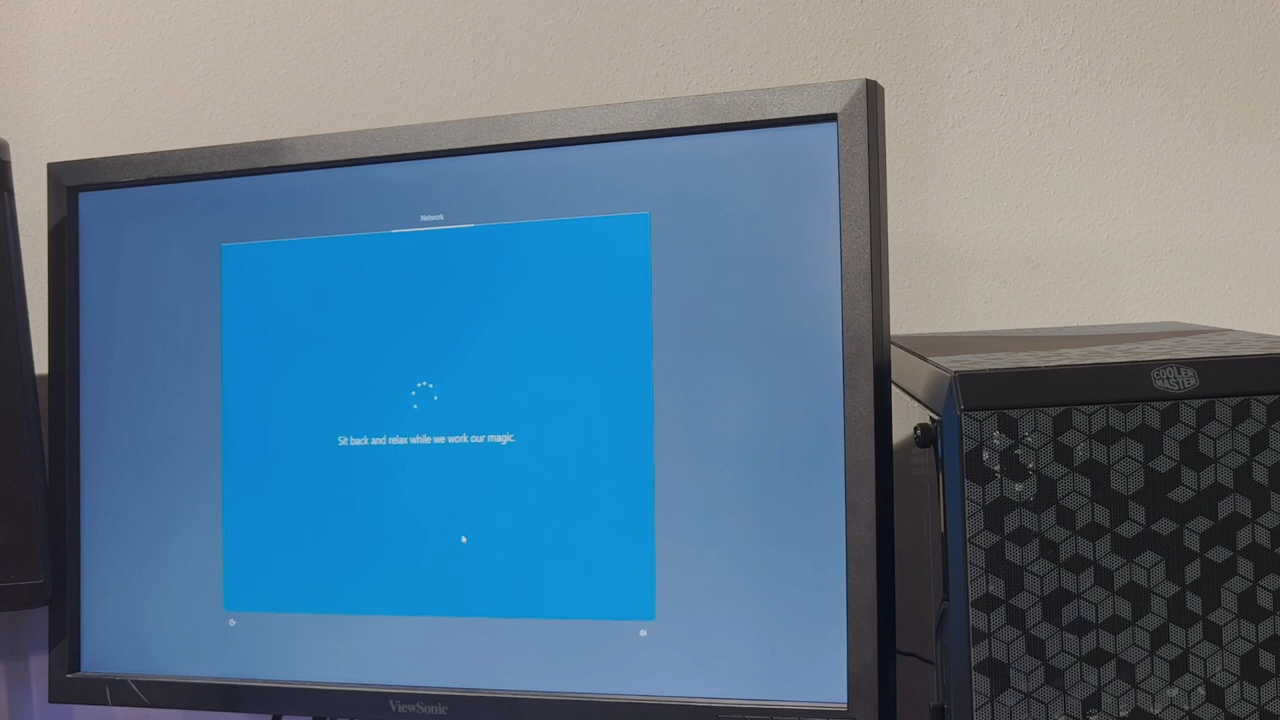 Network
Sit back and relax while we work our magic.
ViewSonic
COOLER
MASTER